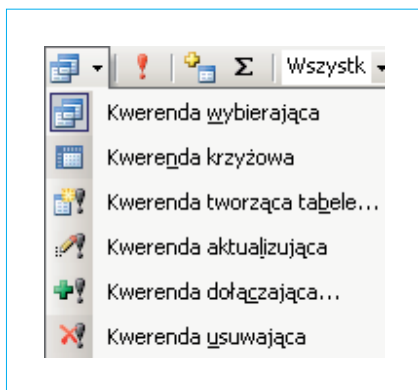 Σ Wszystk
Kwerenda wybierająca
Kwerenda krzyżowa
Kwerenda tworząca tabele...
Kwerenda aktualizująca
Kwerenda dołączająca...
Kwerenda usuwająca